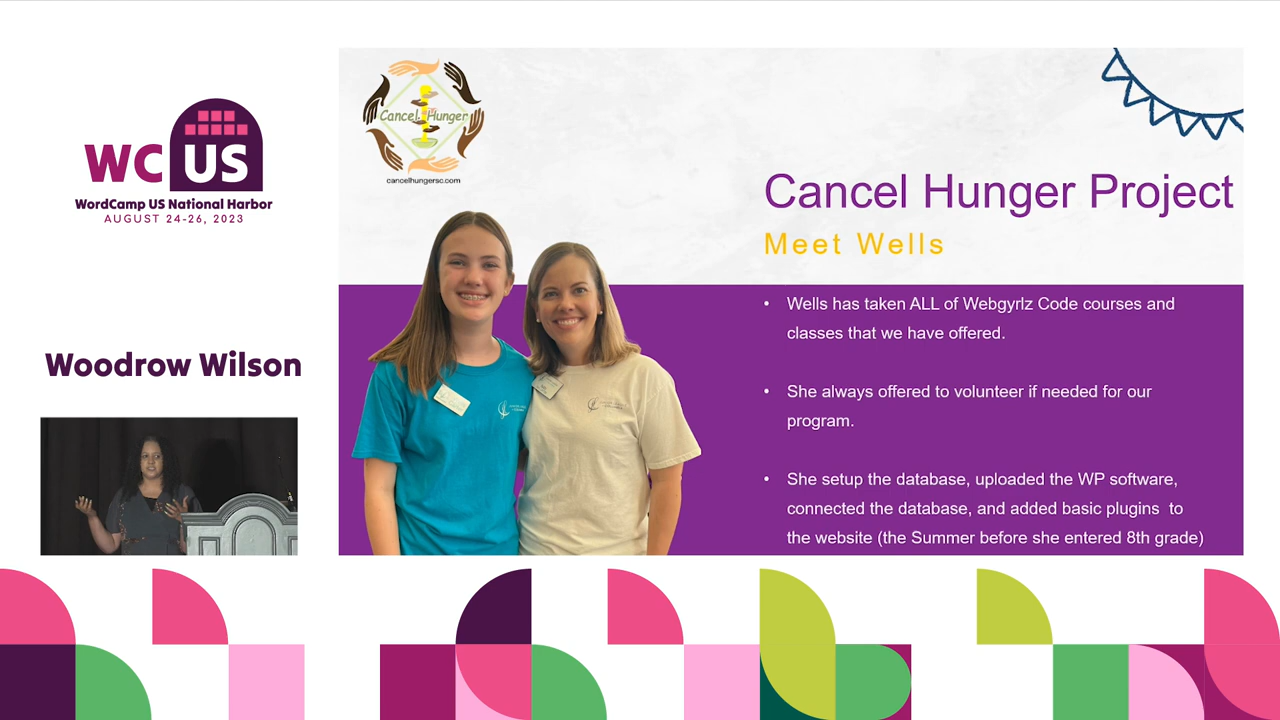 WC US
WordCamp US National Harbor
AUGUST 24-26, 2023
Woodrow Wilson
Cancel Hunger
cancelhungersc.com
Cancel Hunger Project
Meet Wells
• Wells has taken ALL of Webgyrlz Code courses and
classes that we have offered.
• She always offered to volunteer if needed for our
program.
• She setup the database, uploaded the WP software,
connected the database, and added basic plugins to
the website (the Summer before she entered 8th grade)